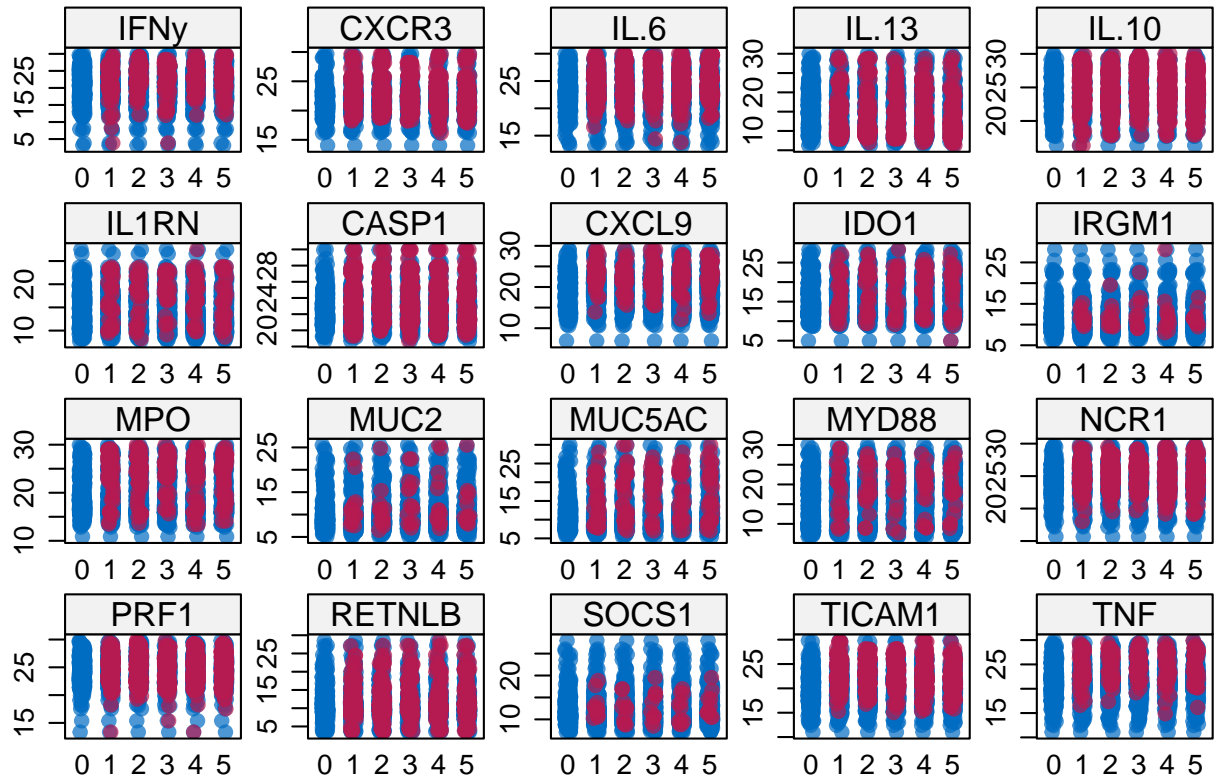 IFNy CXCR3 IL.6 IL.13 IL.10
5 15 25
15 25
15 25
10 20 30
20 25 30
0 1 2 3 4 5 0 1 2 3 4 5 0 1 2 3 4 5 0 1 2 3 4 5 0 1 2 3 4 5
IL1RN CASP1 CXCL9 IDO1 IRGM1
10 20
20 24 28
10 20 30
5 15 25
5 15 25
0 1 2 3 4 5 0 1 2 3 4 5 0 1 2 3 4 5 0 1 2 3 4 5 0 1 2 3 4 5
MPO MUC2 MUC5AC MYD88 NCR1
10 20 30
5 15 25
5 15 25
10 20 30
20 25 30
0 1 2 3 4 5 0 1 2 3 4 5 0 1 2 3 4 5 0 1 2 3 4 5 0 1 2 3 4 5
PRF1 RETNLB SOCS1 TICAM1 TNF
15 25
5 15 25
10 20
15 25
15 25
0 1 2 3 4 5 0 1 2 3 4 5 0 1 2 3 4 5 0 1 2 3 4 5 0 1 2 3 4 5